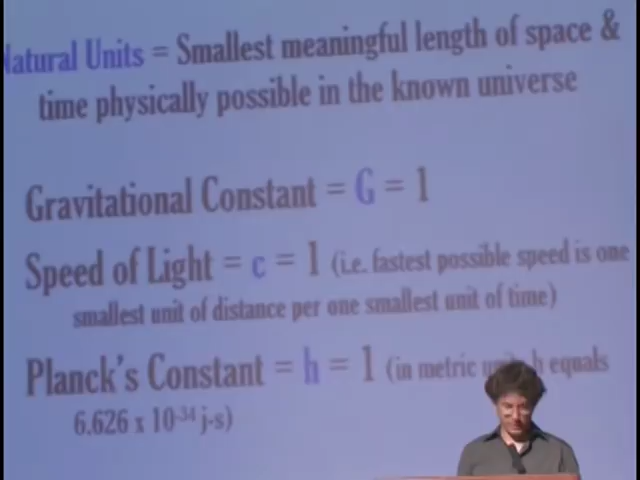 Natural Units = Smallest meaningful length of space &
time physically possible in the known universe
Gravitational Constant = G = 1
Speed of Light = c = 1 (i.e. fastest possible speed is one
smallest unit of distance per one smallest unit of time)
Planck's Constant = h = 1 (in metric h equals
6.626 x 10⁻³⁴ j-s)